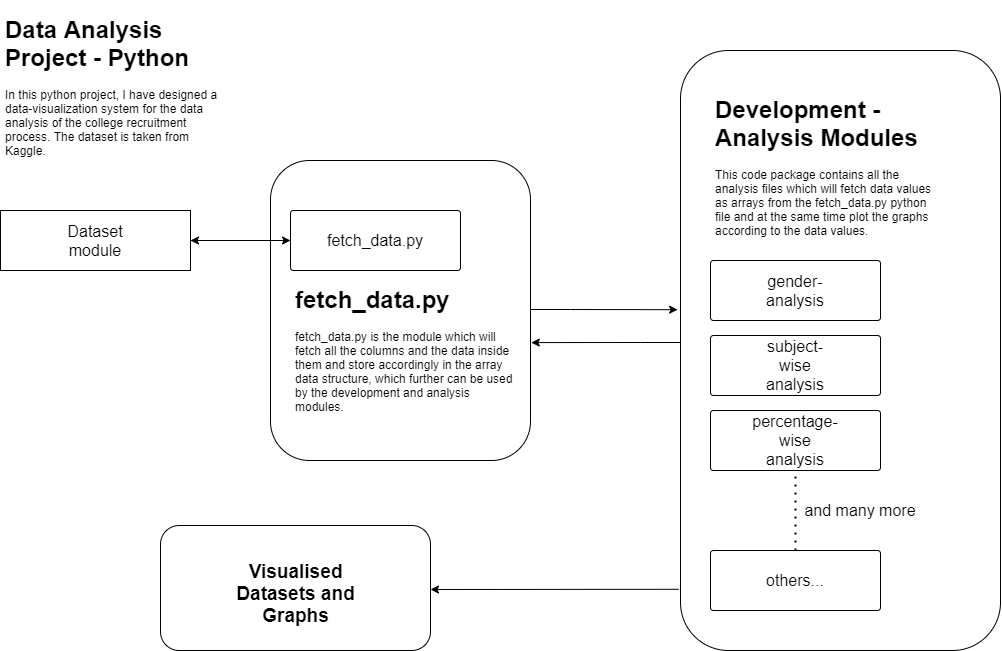 Data Analysis
Project - Python
In this python project, I have designed a
data-visualization system for the data
analysis of the college recruitment
process. The dataset is taken from
Kaggle.
Dataset
module
fetch_data.py
fetch_data.py
fetch_data.py is the module which will
fetch all the columns and the data inside
them and store accordingly in the array
data structure, which further can be used
by the development and analysis
modules.
Development -
Analysis Modules
This code package contains all the
analysis files which will fetch data values
as arrays from the fetch_data.py python
file and at the same time plot the graphs
according to the data values.
gender-
analysis
subject-
wise
analysis
percentage-
wise
analysis
and many more
others...
Visualised
Datasets and
Graphs